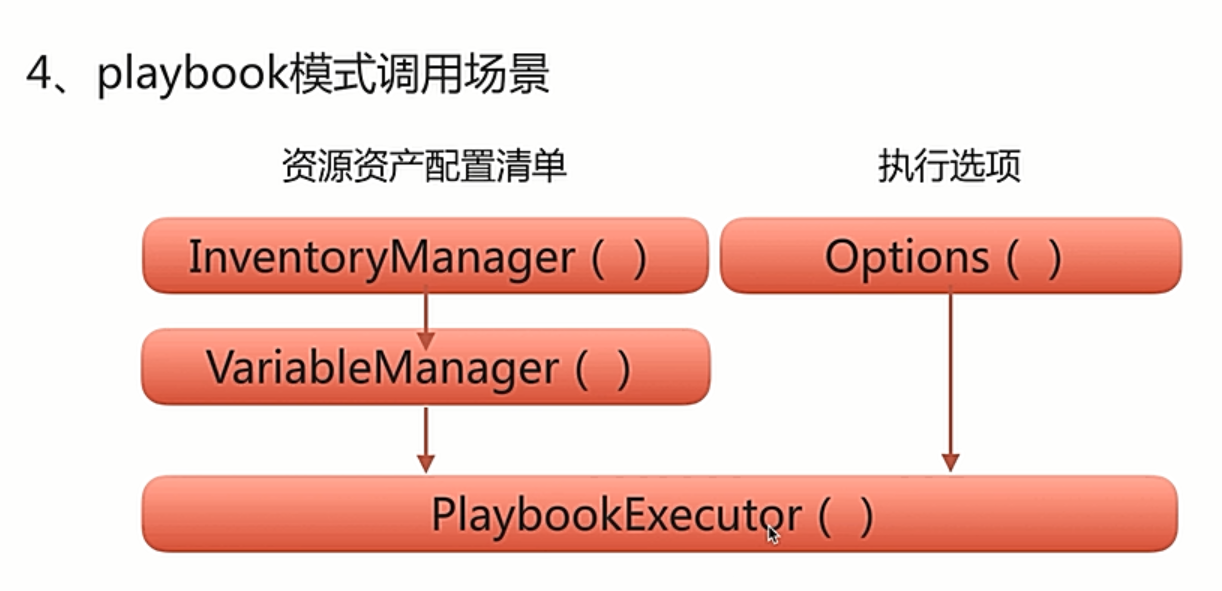 4、playbook模式调用场景
资源资产配置清单
执行选项
InventoryManager（ ）
Options（ ）
VariableManager（ ）
PlaybookExecutor（ ）